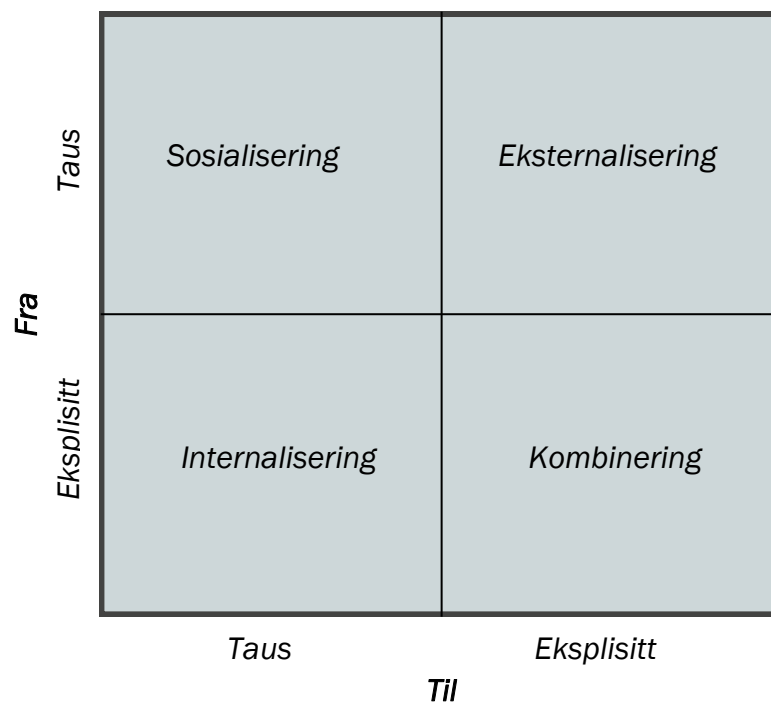 Taus
Sosialisering
Eksternalisering
Fra
Eksplisitt
Internalisering
Kombinering
Taus
Eksplisitt
Til